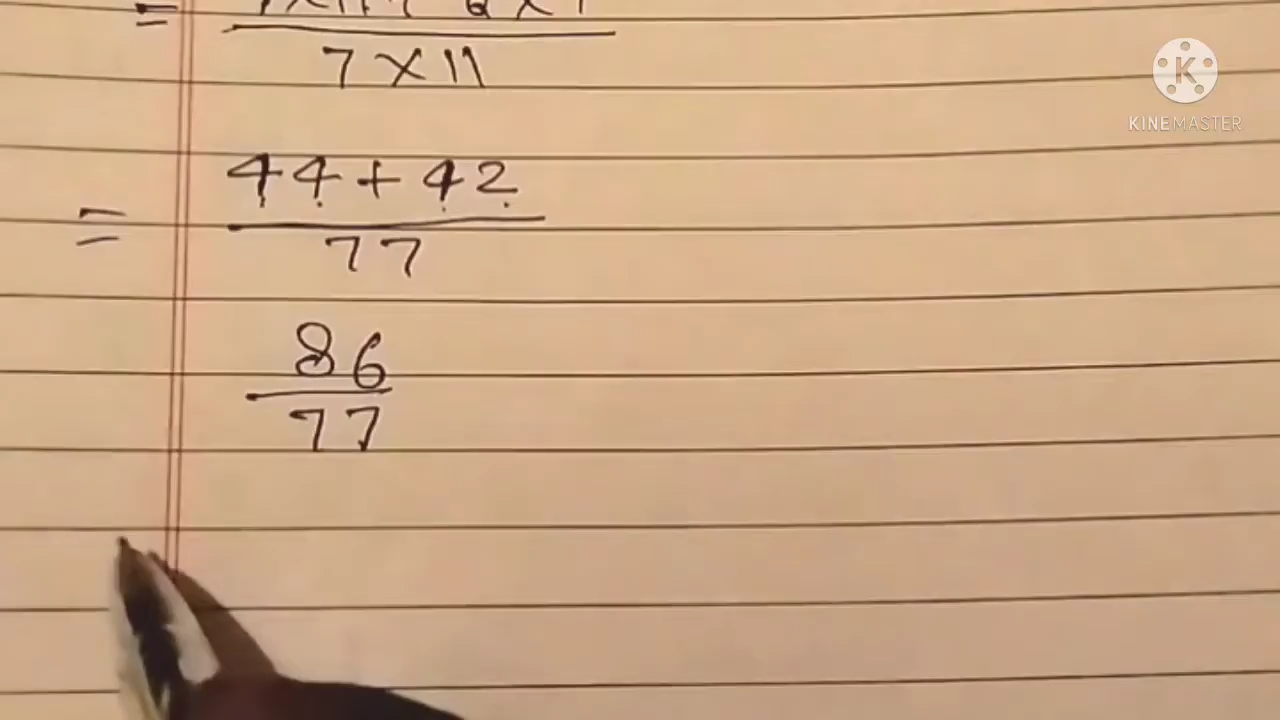 =
7 × 11
KINEMASTER
= 44 + 42
77
86
77